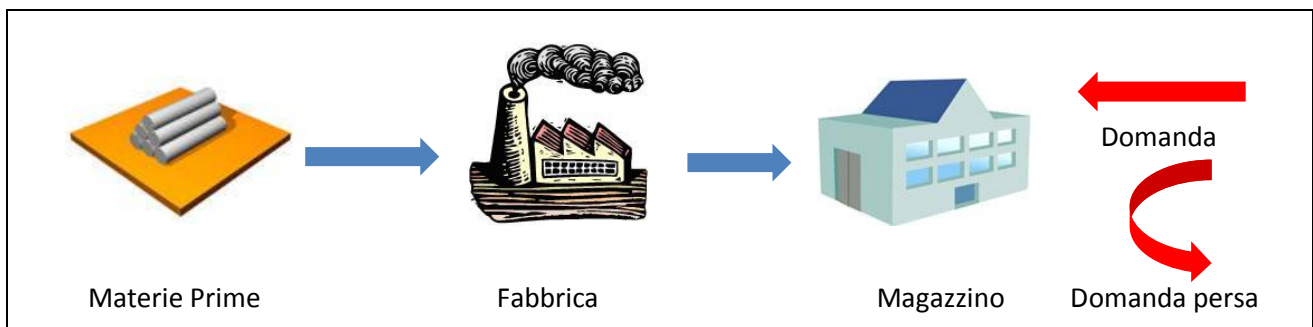 Domanda
Materie Prime
Fabbrica
Magazzino
Domanda persa